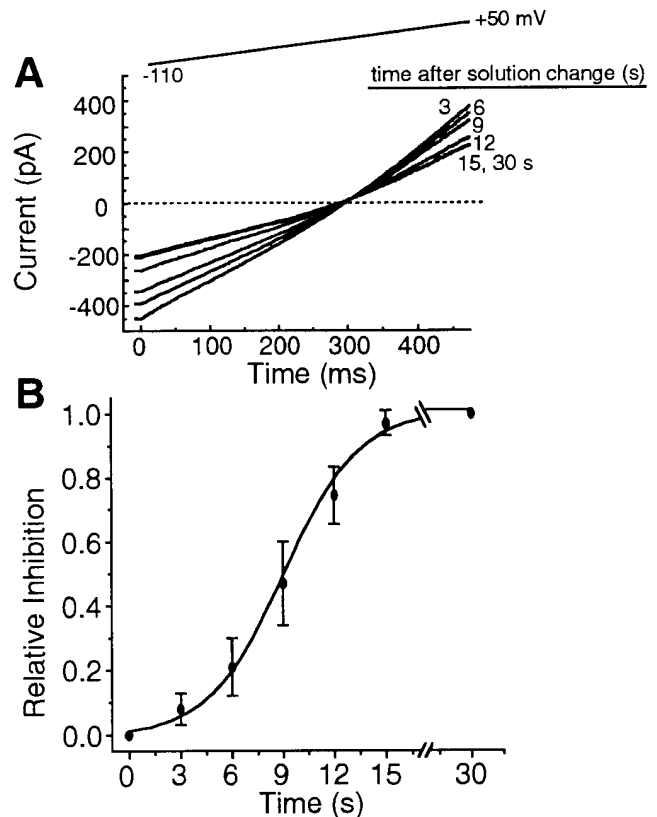 +50 mV
A
-110
time after solution change (s)
400
200
0
-200
-400
Current (pA)
3 6
9
12
15, 30 s
0 100 200 300 400
Time (ms)
B
1.0
0.8
0.6
0.4
0.2
0.0
Relative Inhibition
0 3 6 9 12 15 30
Time (s)